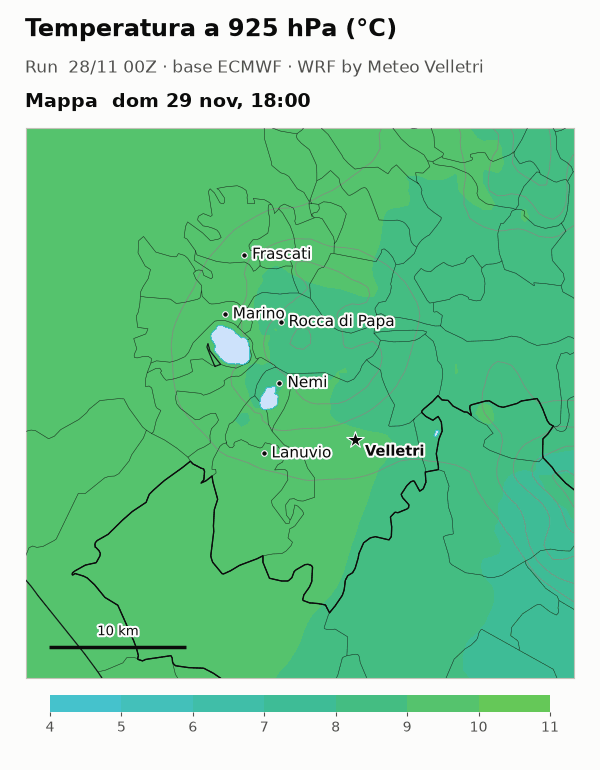 Temperatura a 925 hPa (°C)
Run  28/11 00Z · base ECMWF · WRF by Meteo Velletri
Mappa  dom 29 nov, 18:00
Frascati
Marino
Rocca di Papa
Nemi
Velletri
Lanuvio
10 km
4 5 6 7 8 9 10 11